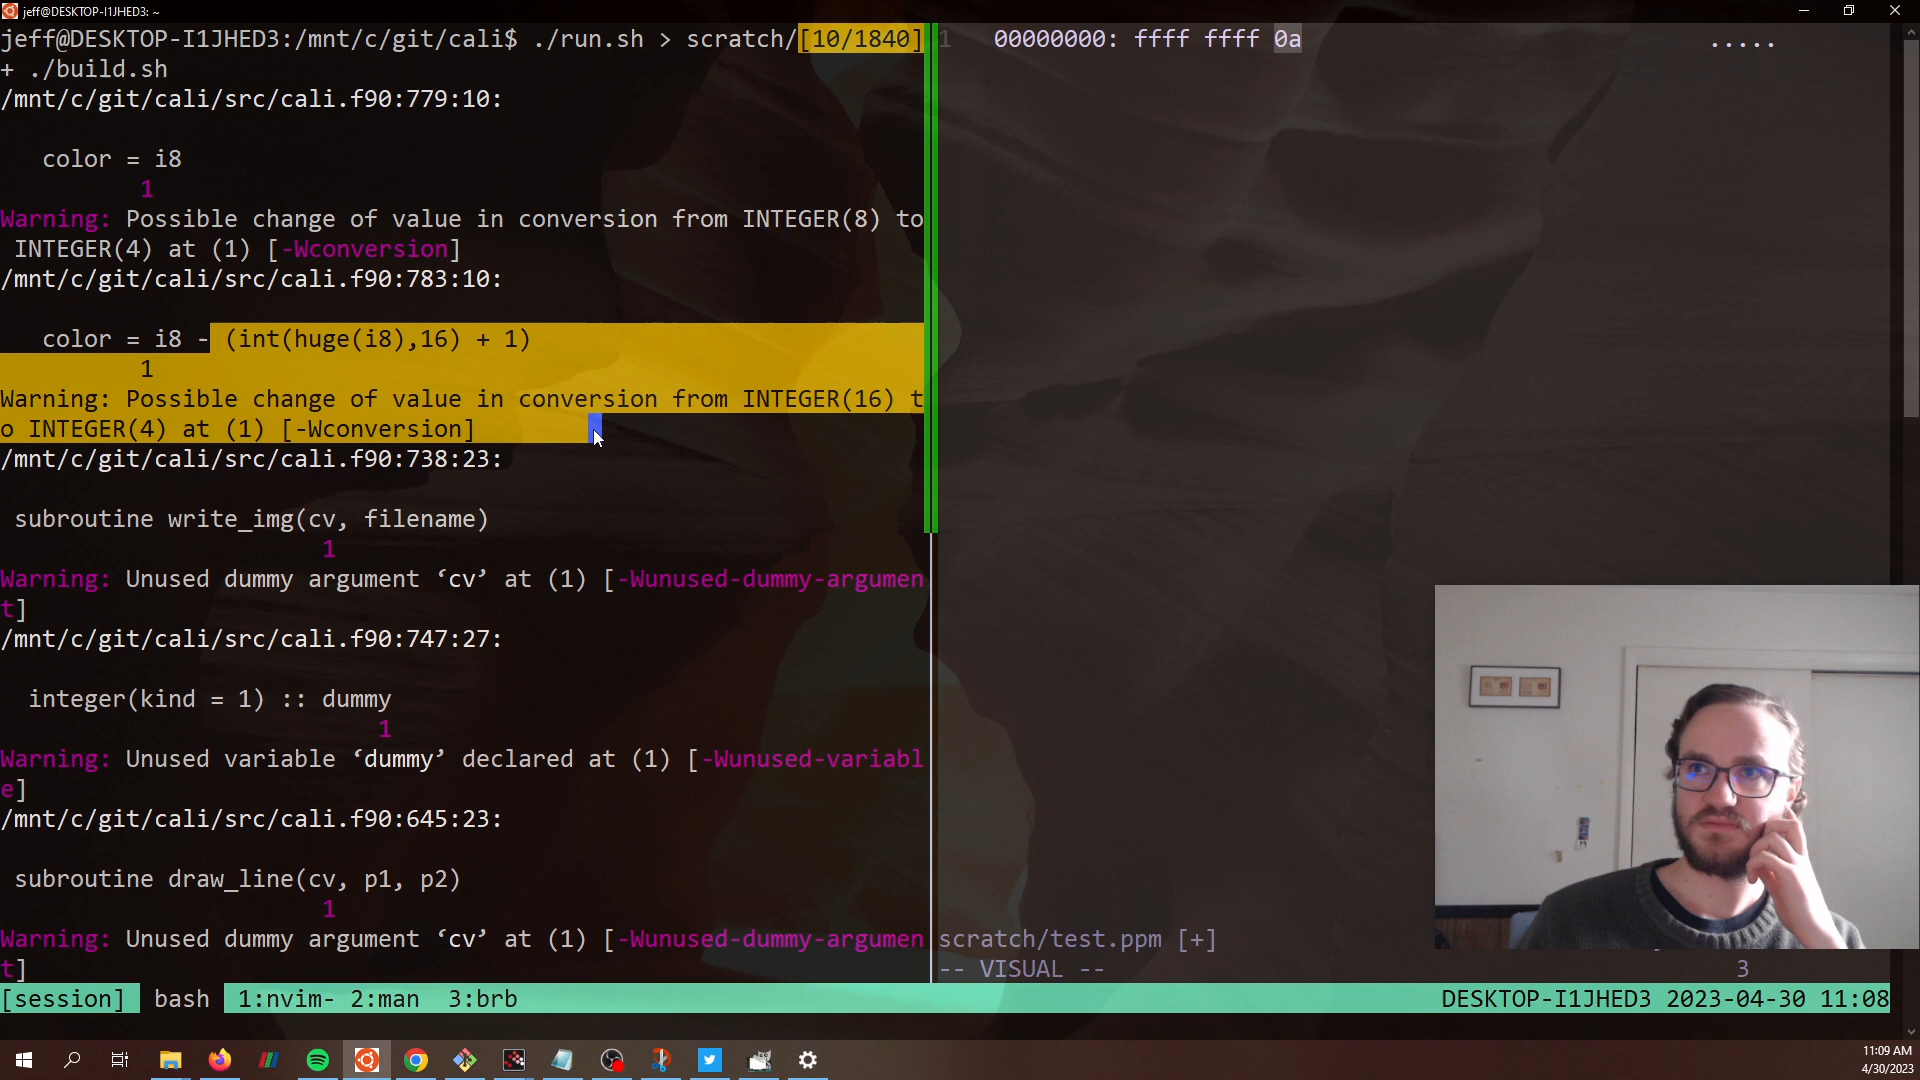 jeff@DESKTOP-I1JHED3: ~
jeff@DESKTOP-I1JHED3:/mnt/c/git/cali$ ./run.sh > scratch/[10/1840]
+ ./build.sh
/mnt/c/git/cali/src/cali.f90:779:10:
color = i8
1
Warning: Possible change of value in conversion from INTEGER(8) to
INTEGER(4) at (1) [-Wconversion]
/mnt/c/git/cali/src/cali.f90:783:10:
color = i8 - (int(huge(i8),16) + 1)
1
Warning: Possible change of value in conversion from INTEGER(16) t
o INTEGER(4) at (1) [-Wconversion]
/mnt/c/git/cali/src/cali.f90:738:23:
subroutine write_img(cv, filename)
1
Warning: Unused dummy argument ‘cv’ at (1) [-Wunused-dummy-argumen
t]
/mnt/c/git/cali/src/cali.f90:747:27:
integer(kind = 1) :: dummy
1
Warning: Unused variable ‘dummy’ declared at (1) [-Wunused-variabl
e]
/mnt/c/git/cali/src/cali.f90:645:23:
subroutine draw_line(cv, p1, p2)
1
Warning: Unused dummy argument ‘cv’ at (1) [-Wunused-dummy-argumen
t]
1 00000000: ffff ffff 0a .....
scratch/test.ppm [+]
-- VISUAL -- 3
[session] bash 1:nvim- 2:man 3:brb DESKTOP-I1JHED3 2023-04-30 11:08
11:09 AM
4/30/2023